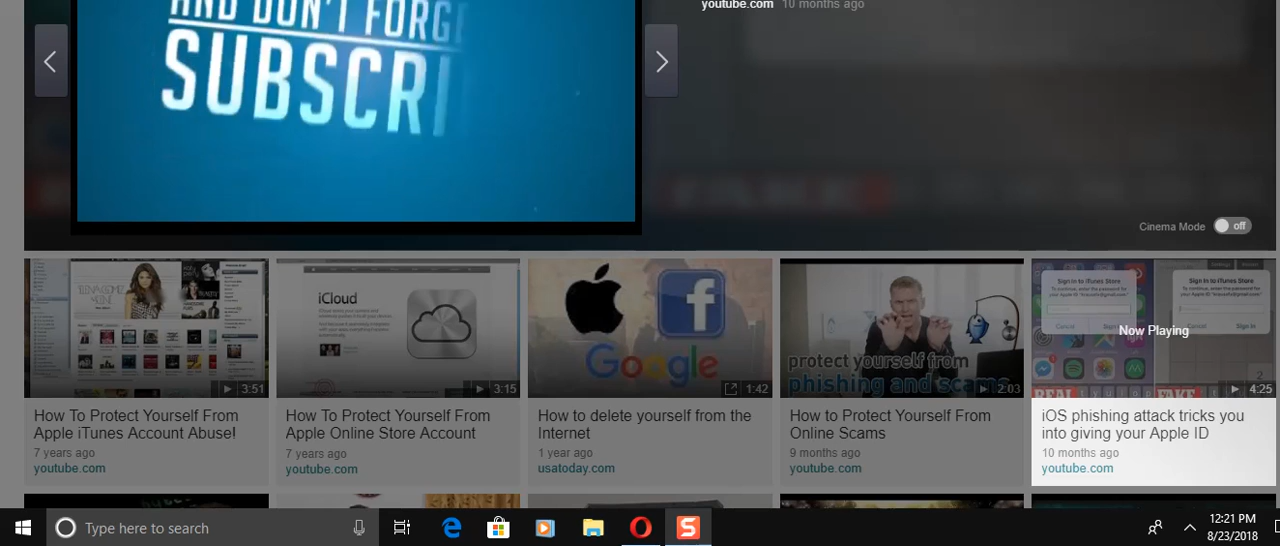 youtube.com 10 months ago
AND DON'T FORG
SUBSCRI
Cinema Mode off
iCloud
Sign In to iTunes Store
Sign In to iTunes Store
Cancel
Sign In
Now Playing
Google
protect yourself from
phishing and scams
REAL
FAKE
3:51
3:15
1:42
2:03
4:25
How To Protect Yourself From
Apple iTunes Account Abuse!
7 years ago
youtube.com
How To Protect Yourself From
Apple Online Store Account
7 years ago
youtube.com
How to delete yourself from the
Internet
1 year ago
usatoday.com
How to Protect Yourself From
Online Scams
9 months ago
youtube.com
iOS phishing attack tricks you
into giving your Apple ID
10 months ago
youtube.com
Type here to search
12:21 PM
8/23/2018